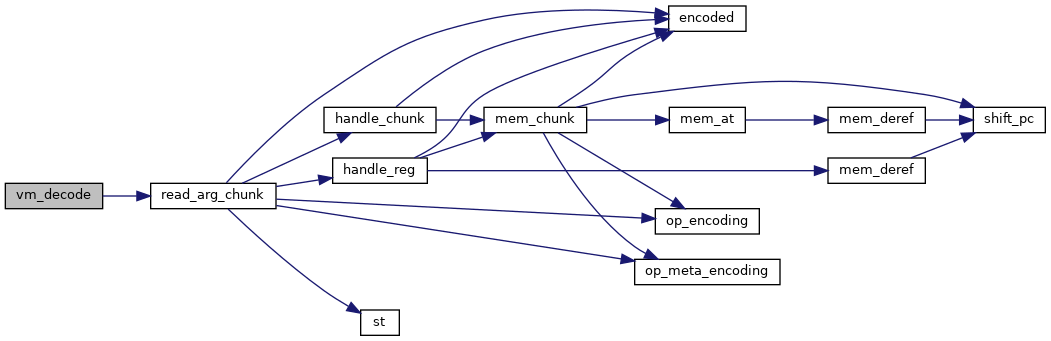 vm_decode
read_arg_chunk
handle_chunk
handle_reg
st
mem_chunk
encoded
mem_at
op_encoding
op_meta_encoding
mem_deref
mem_deref
shift_pc